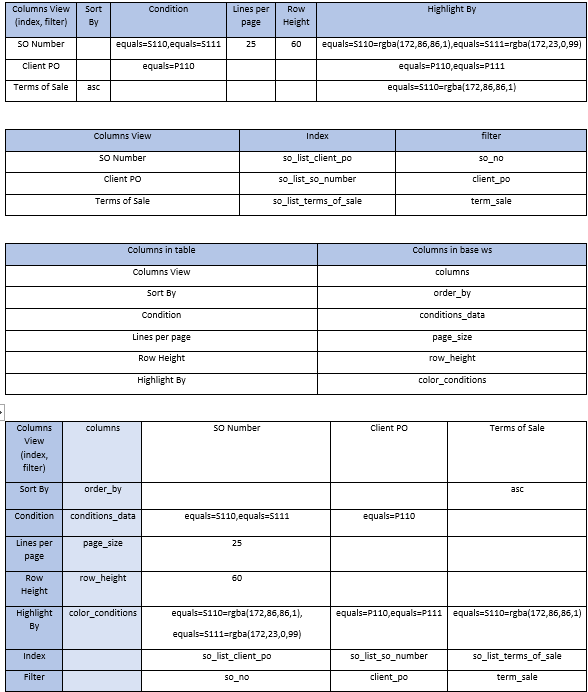 Columns View (index, filter) Sort By Condition Lines per page Row Height Highlight By
SO Number equals=S110,equals=S111 25 60 equals=S110=rgba(172,86,86,1),equals=S111=rgba(172,23,0,99)
Client PO equals=P110 equals=P110,equals=P111
Terms of Sale asc equals=S110=rgba(172,86,86,1)
Columns View Index filter
SO Number so_list_client_po so_no
Client PO so_list_so_number client_po
Terms of Sale so_list_terms_of_sale term_sale
Columns in table Columns in base ws
Columns View columns
Sort By order_by
Condition conditions_data
Lines per page page_size
Row Height row_height
Highlight By color_conditions
Columns View (index, filter) columns SO Number Client PO Terms of Sale
Sort By order_by asc
Condition conditions_data equals=S110,equals=S111 equals=P110
Lines per page page_size 25
Row Height row_height 60
Highlight By color_conditions equals=S110=rgba(172,86,86,1), equals=S111=rgba(172,23,0,99) equals=P110,equals=P111 equals=S110=rgba(172,86,86,1)
Index so_list_client_po so_list_so_number so_list_terms_of_sale
Filter so_no client_po term_sale